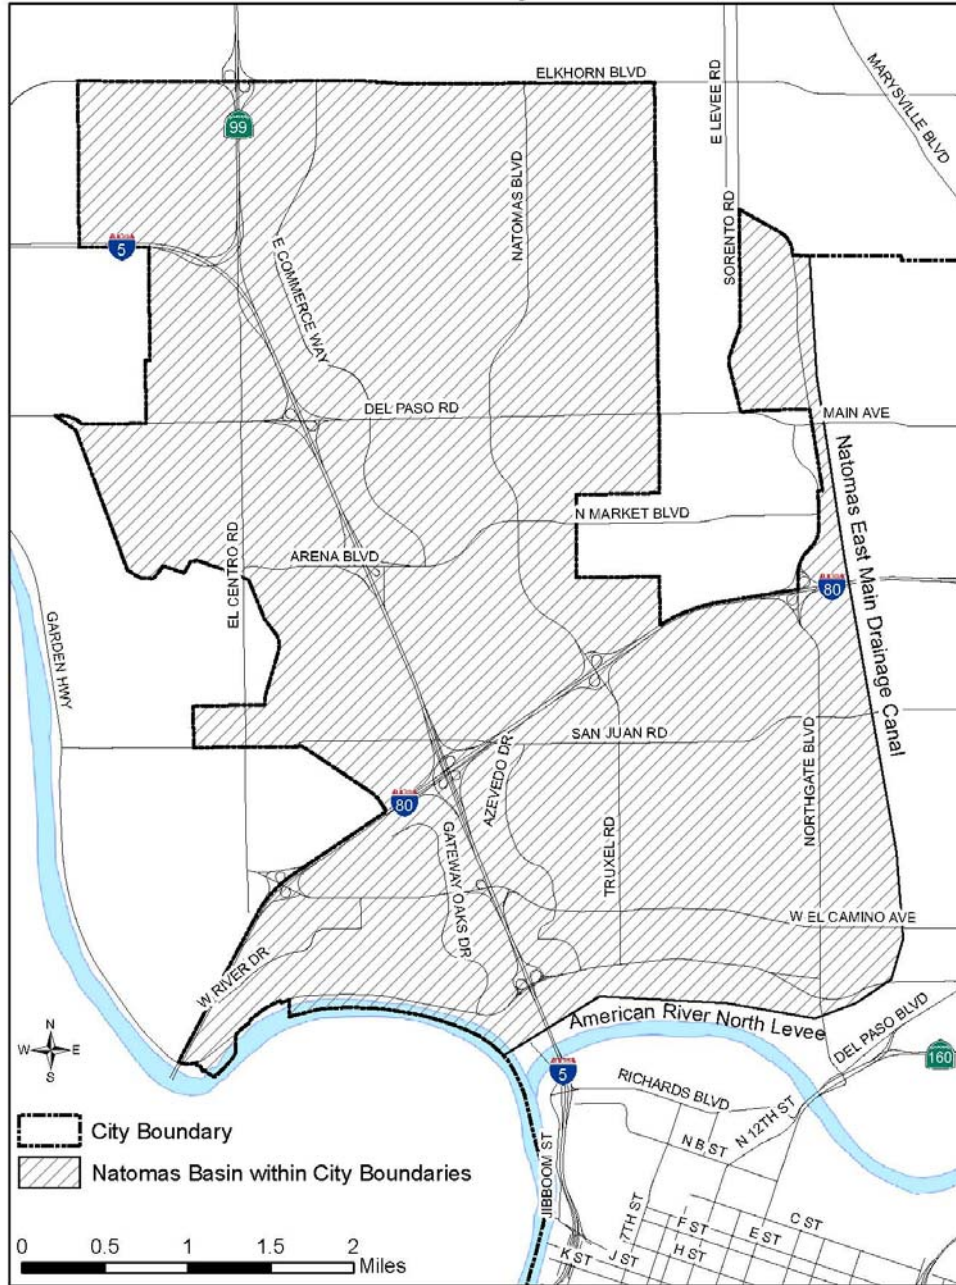 ELKHORN BLVD
MARYSVILLE BLVD
E LEVEE RD
99
NATOMAS BLVD
SORENTO RD
5
E COMMERCE WAY
DEL PASO RD
MAIN AVE
Natomas East Main Drainage Canal
N MARKET BLVD
ARENA BLVD
EL CENTRO RD
80
GARDEN HWY
SAN JUAN RD
NORTHGATE BLVD
AZEVEDO DR
80
GATEWAY OAKS DR
TRUXEL RD
W EL CAMINO AVE
W RIVER DR
American River North Levee
DEL PASO BLVD
N
W E
S
160
5
RICHARDS BLVD
N 12TH ST
City Boundary
N B ST
JIBBOOM ST
Natomas Basin within City Boundaries
7TH ST
C ST
F ST
E ST
K ST
J ST
H ST
0 0.5 1 1.5 2
Miles